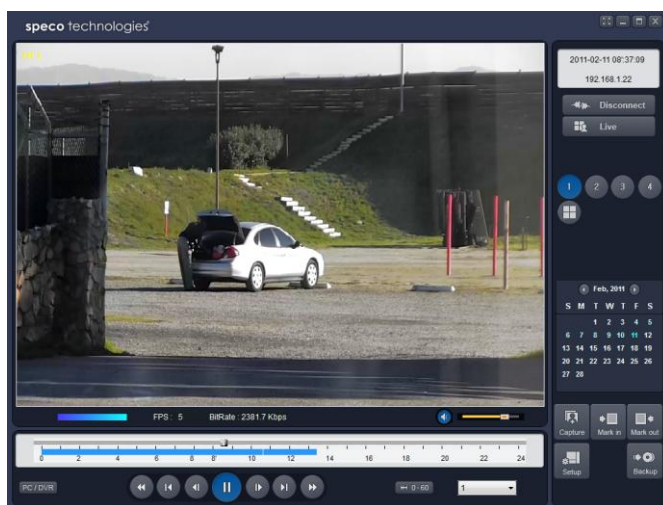 speco technologies
2011-02-11 08:37:09
192.168.1.22
Disconnect
Live
1 2 3 4
Feb, 2011
S M T W T F S
1 2 3 4 5
6 7 8 9 10 11 12
13 14 15 16 17 18 19
20 21 22 23 24 25 26
27 28
FPS : 5 BitRate : 2381.7 Kbps
Capture Mark in Mark out
0 2 4 6 8 8' 10 12 14 16 18 20 22 24
Setup Backup
PC / DVR 0 - 60 1